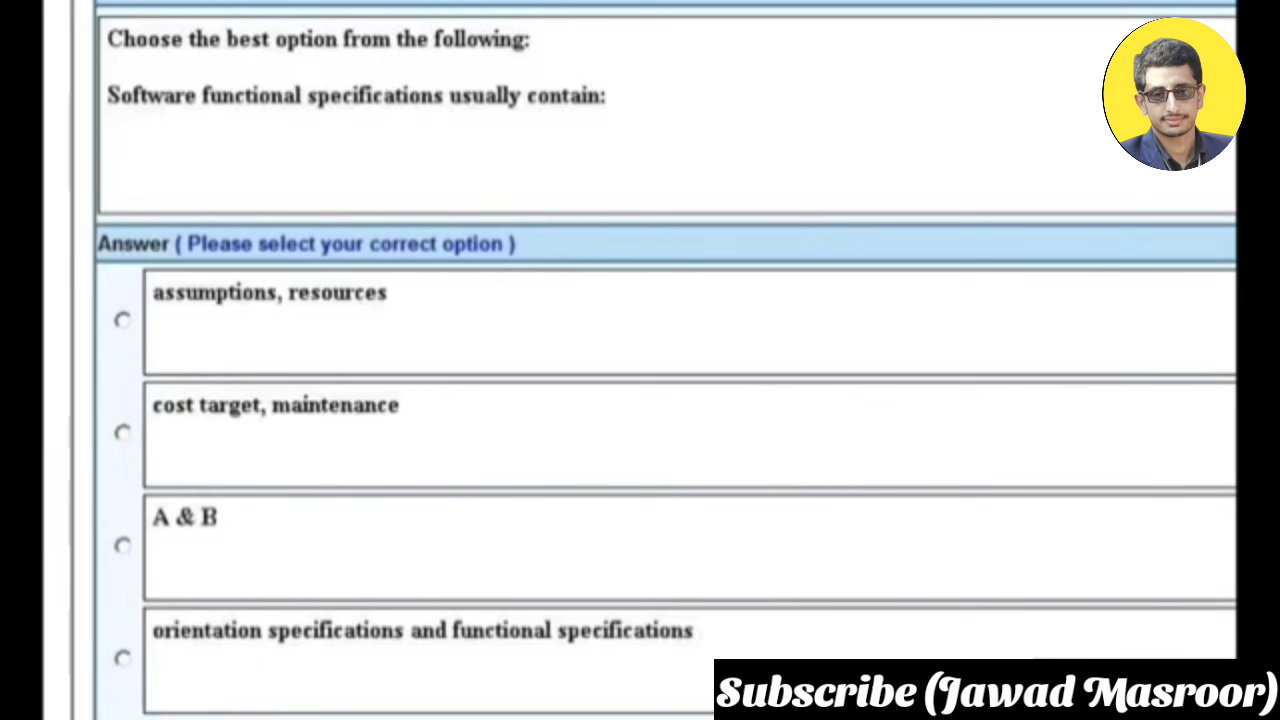 Choose the best option from the following:
Software functional specifications usually contain:
Answer ( Please select your correct option )
assumptions, resources
cost target, maintenance
A & B
orientation specifications and functional specifications
Subscribe (Jawad Masroor)